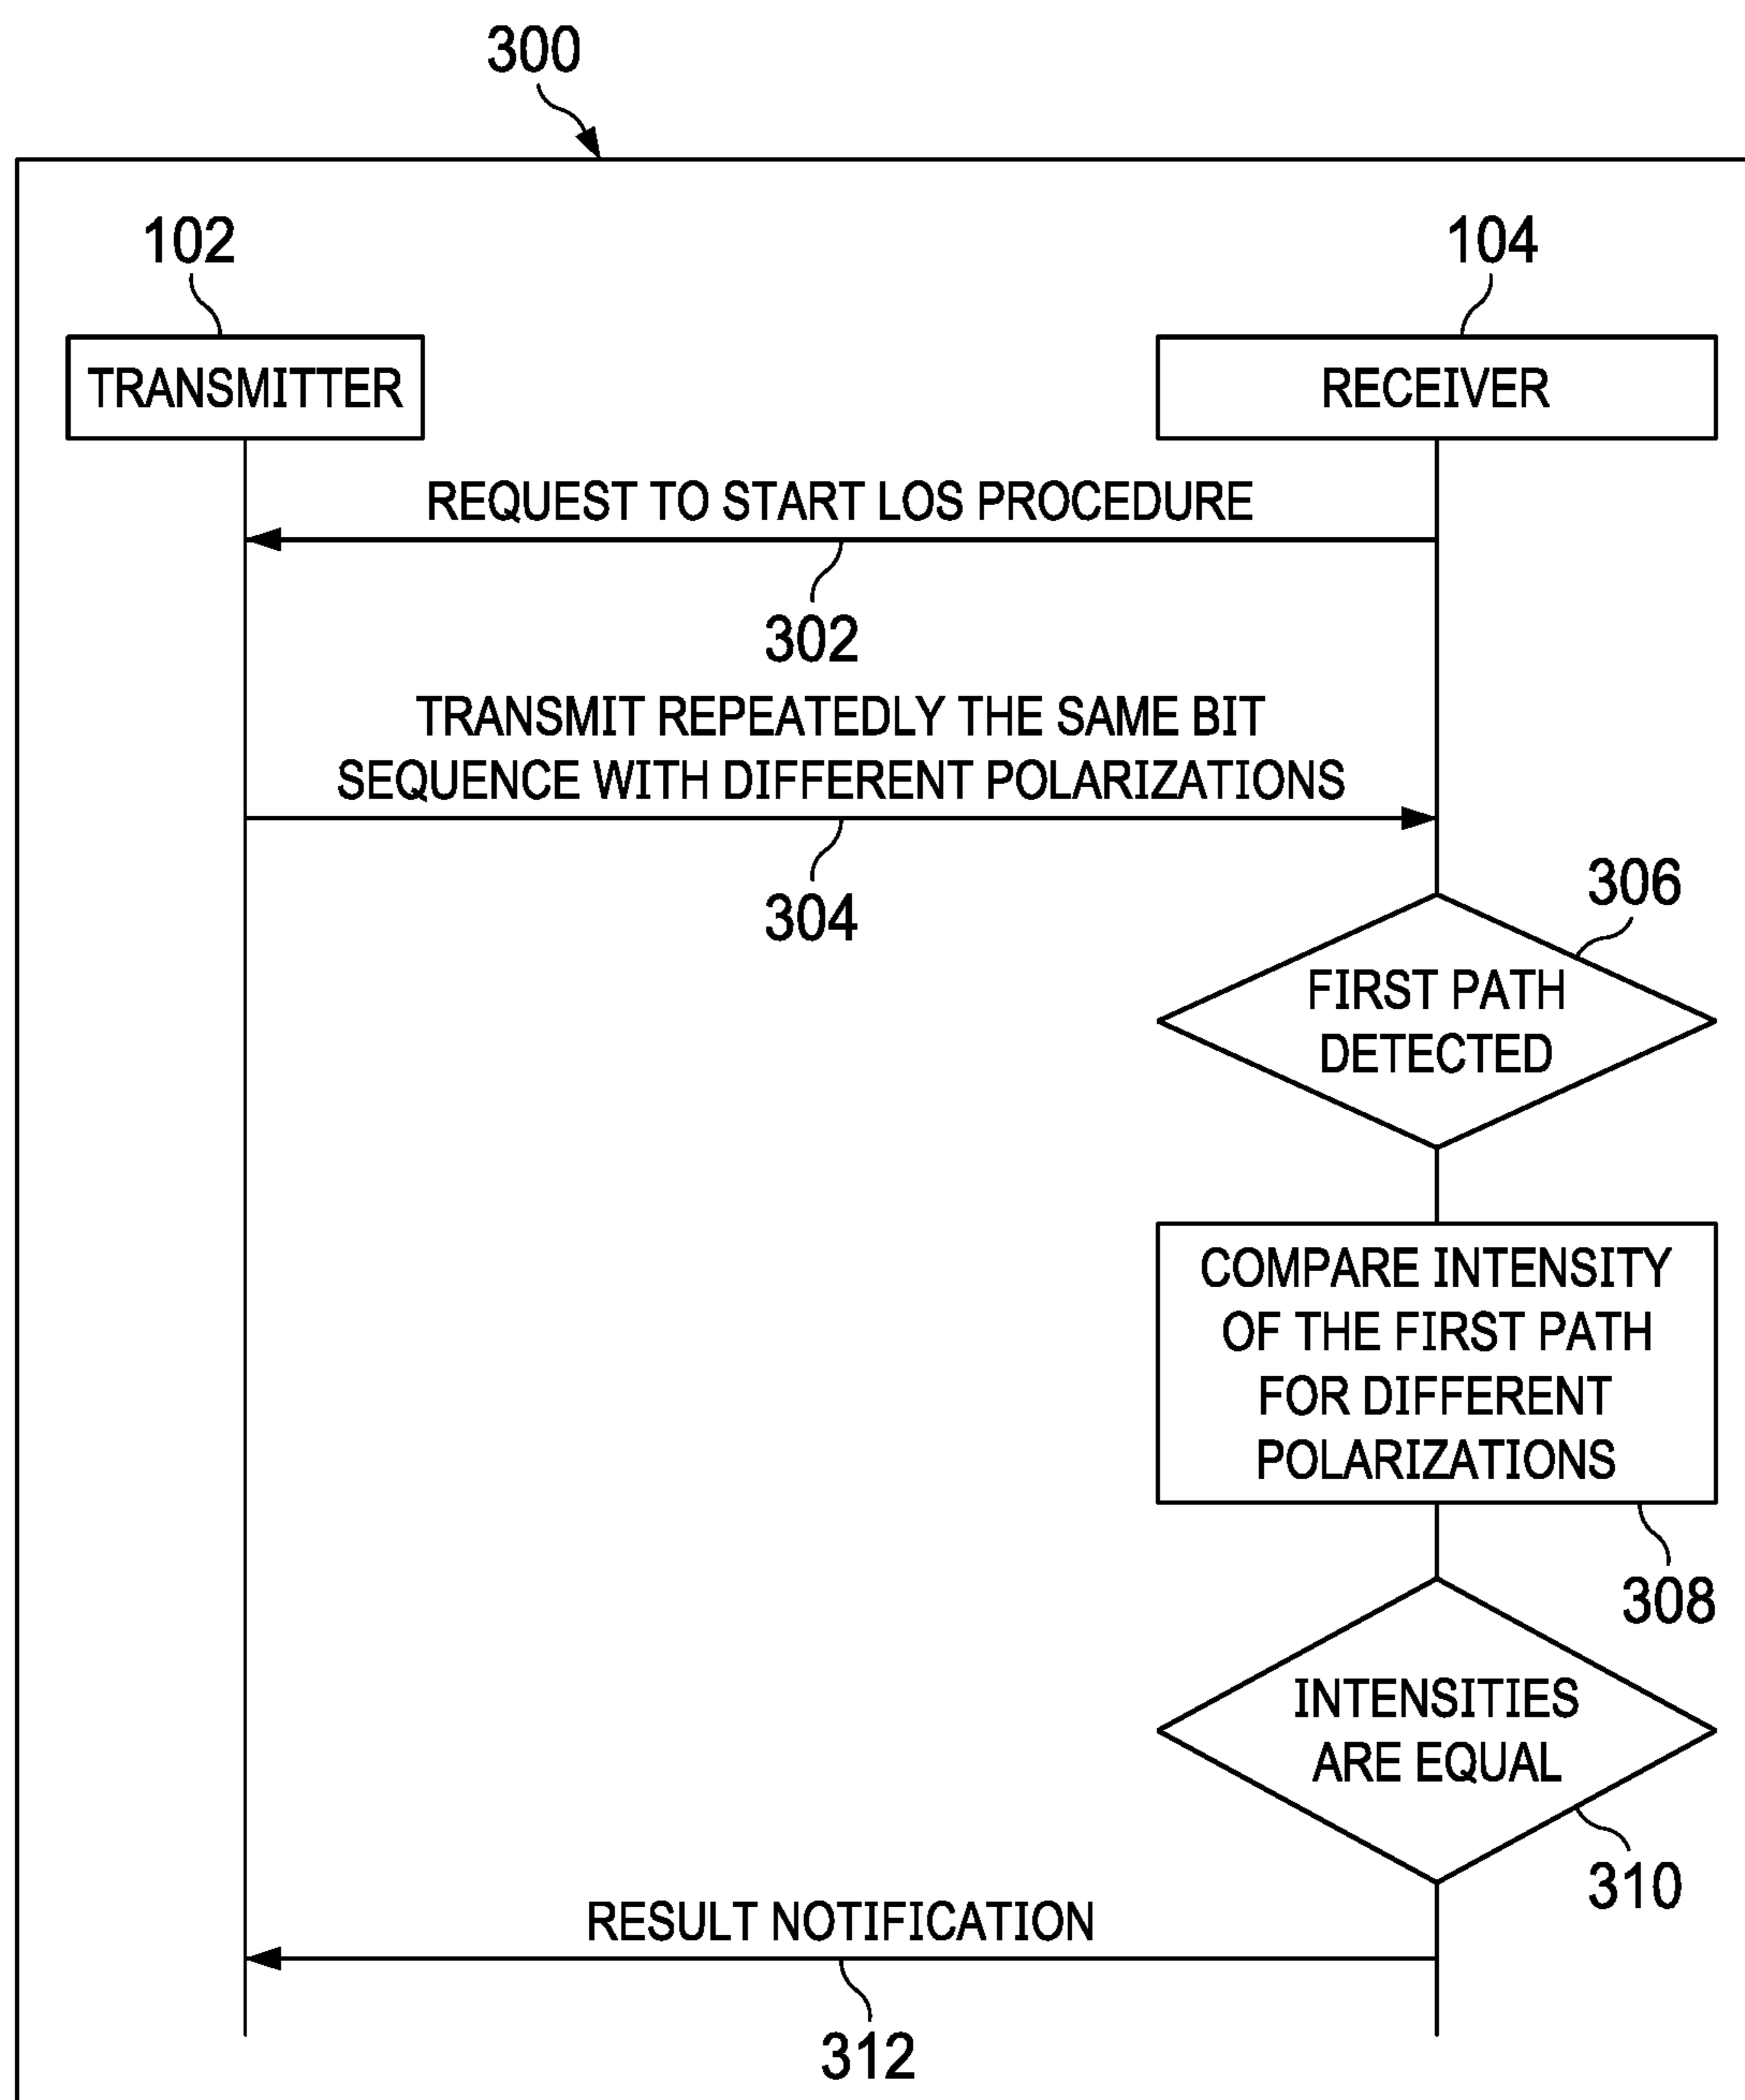 300
102
104
TRANSMITTER
RECEIVER
REQUEST TO START LOS PROCEDURE
302
TRANSMIT REPEATEDLY THE SAME BIT
SEQUENCE WITH DIFFERENT POLARIZATIONS
304
306
FIRST PATH
DETECTED
COMPARE INTENSITY
OF THE FIRST PATH
FOR DIFFERENT
POLARIZATIONS
308
INTENSITIES
ARE EQUAL
310
RESULT NOTIFICATION
312